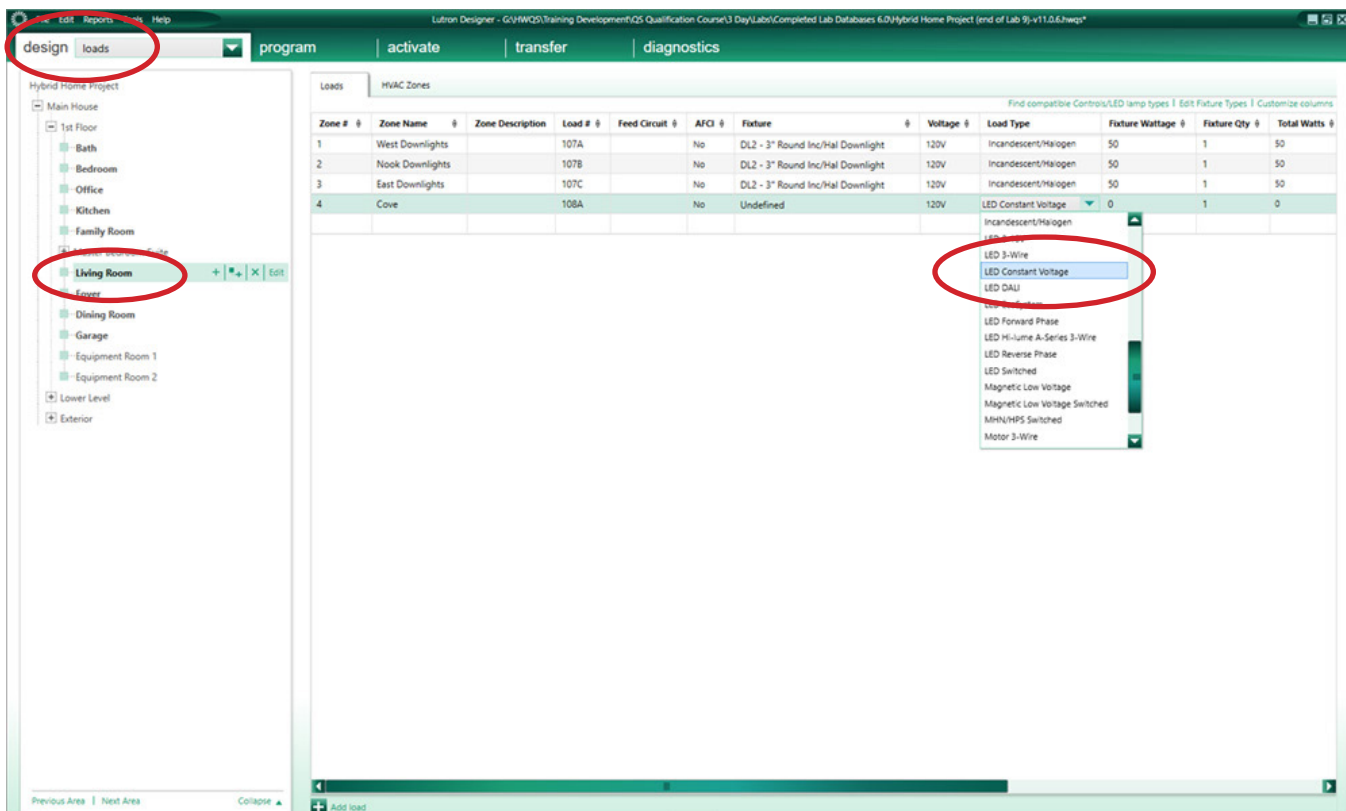 Edit Reports Tools Help
Lutron Designer - G:\HWQS\Training Development\QS Qualification Course\3 Day\Labs\Completed Lab Databases 6.0\Hybrid Home Project (end of Lab 9)-v11.0.6.hwqs*
design loads program activate transfer diagnostics
Hybrid Home Project
Main House
1st Floor
Bath
Bedroom
Office
Kitchen
Family Room
Master Bedroom Suite
Living Room Edit
Foyer
Dining Room
Garage
Equipment Room 1
Equipment Room 2
Lower Level
Exterior
Previous Area | Next Area Collapse
Loads HVAC Zones
Find compatible Controls/LED lamp types | Edit Fixture Types | Customize columns
Zone # Zone Name Zone Description Load # Feed Circuit AFCI Fixture Voltage Load Type Fixture Wattage Fixture Qty Total Watts
1 West Downlights 107A No DL2 - 3" Round Inc/Hal Downlight 120V Incandescent/Halogen 50 1 50
2 Nook Downlights 107B No DL2 - 3" Round Inc/Hal Downlight 120V Incandescent/Halogen 50 1 50
3 East Downlights 107C No DL2 - 3" Round Inc/Hal Downlight 120V Incandescent/Halogen 50 1 50
4 Cove 108A No Undefined 120V LED Constant Voltage 0 1 0
Incandescent/Halogen
LED
LED 3-Wire
LED Constant Voltage
LED DALI
LED
LED Forward Phase
LED Hi-lume A-Series 3-Wire
LED Reverse Phase
LED Switched
Magnetic Low Voltage
Magnetic Low Voltage Switched
MHN/HPS Switched
Motor 3-Wire
Add load